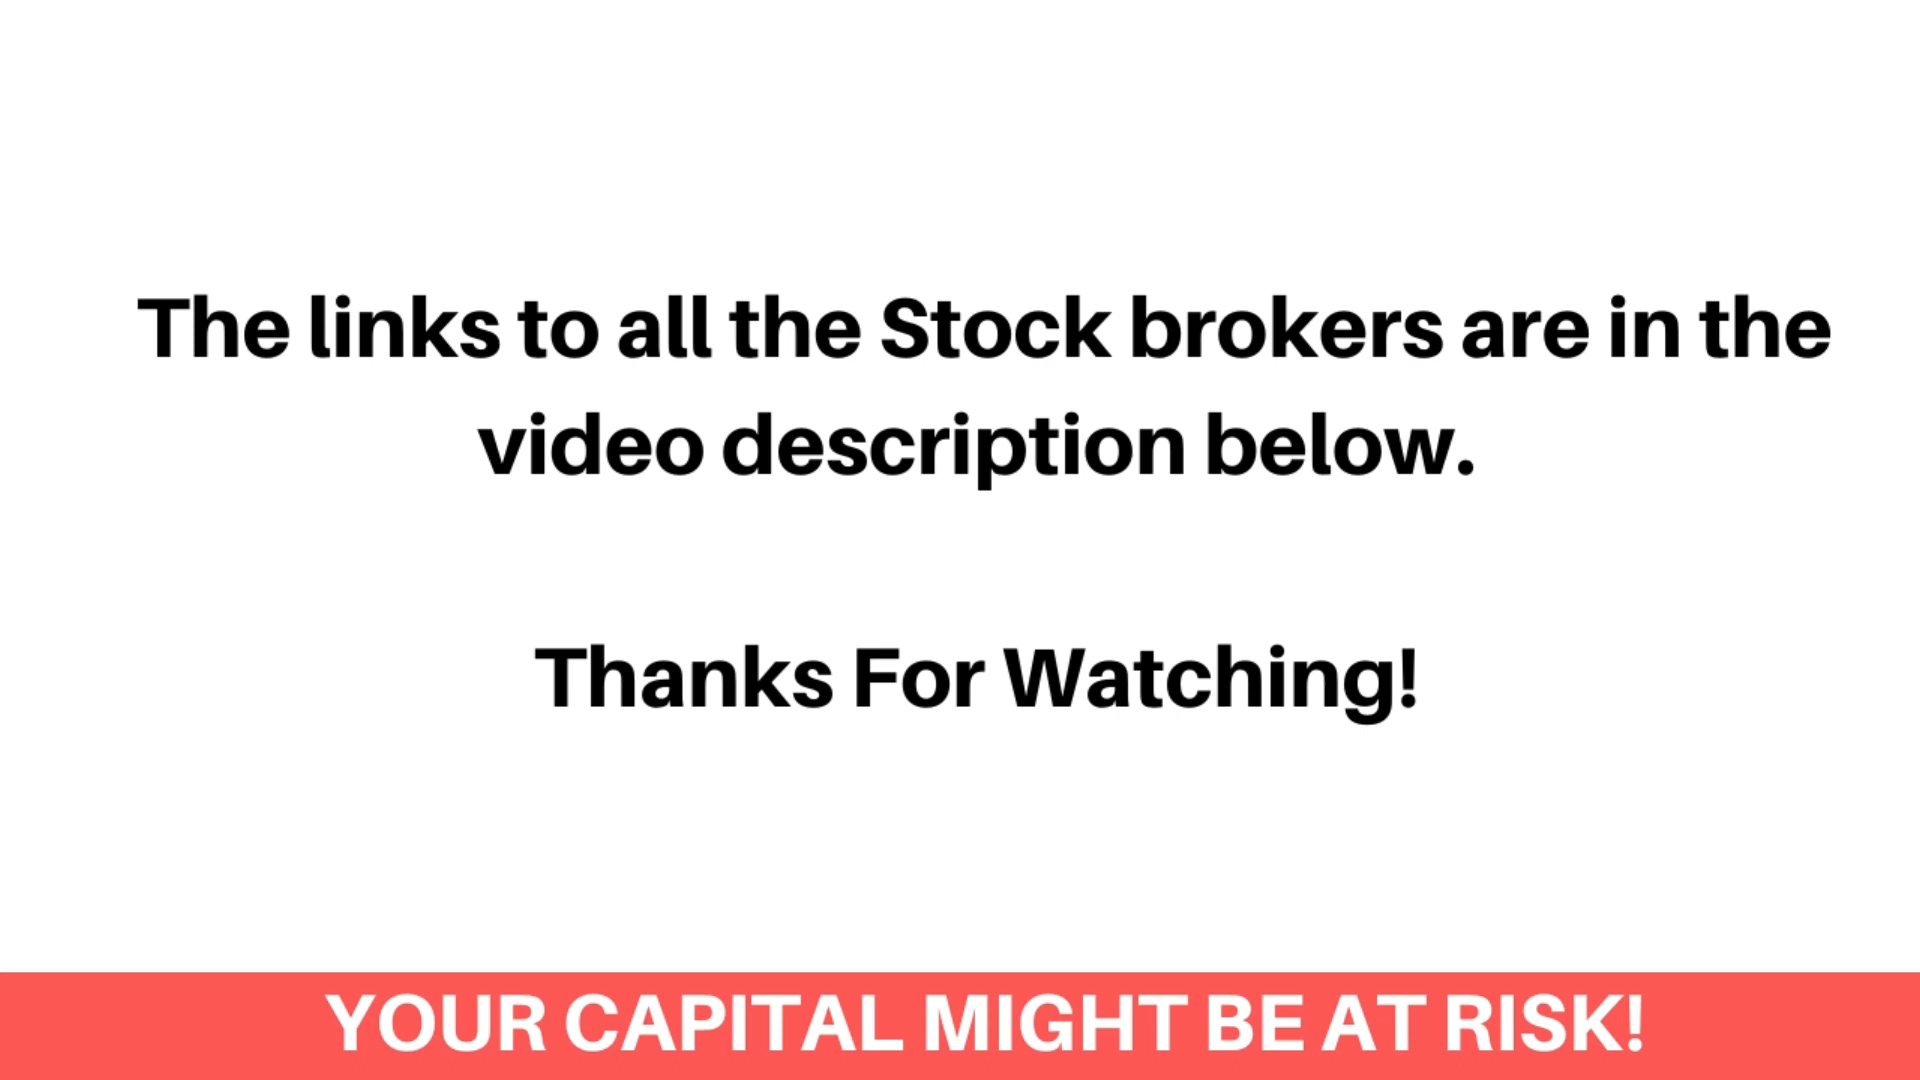 The links to all the Stock brokers are in the
video description below.
Thanks For Watching!
YOUR CAPITAL MIGHT BE AT RISK!